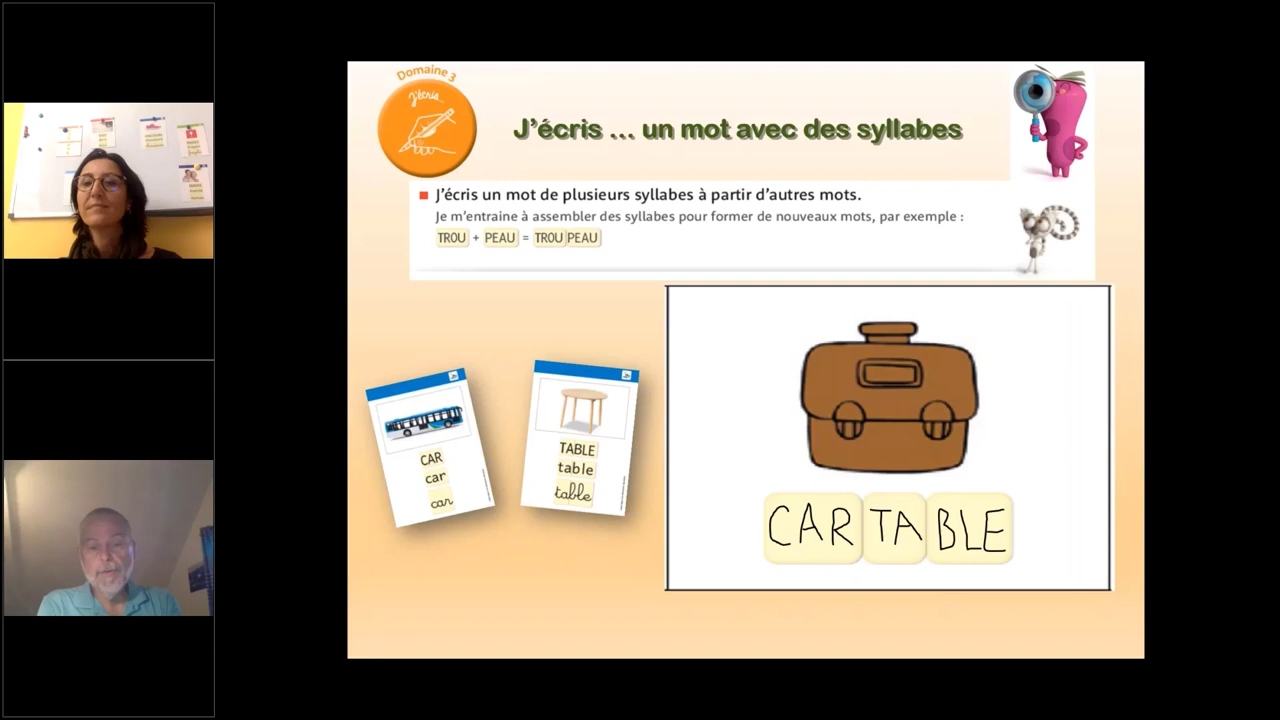 Domaine 3
J'écris...
J'écris ... un mot avec des syllabes
J'écris un mot de plusieurs syllabes à partir d'autres mots.
Je m'entraine à assembler des syllabes pour former de nouveaux mots, par exemple :
TROU + PEAU = TROU PEAU
CAR
car
car
TABLE
table
table
CAR TA BLE